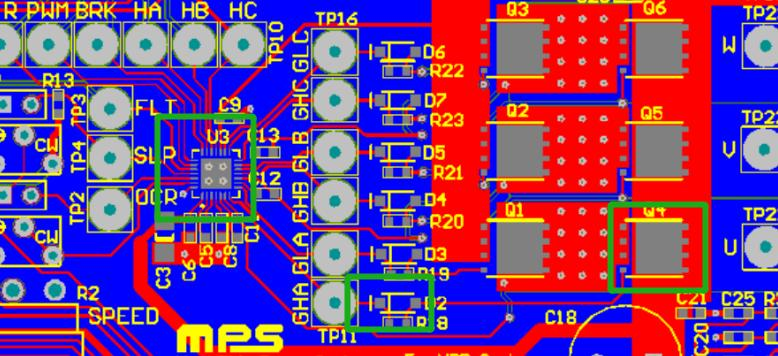 R PWM BRK HA HB HC
TP10
TP16
GLC
D6
R22
Q3
Q6
W
TP2
R13
TP3
FLT
C9
GHC
D7
R23
U3
C13
TP4
SLP
CW
GLB
D5
R21
Q2
Q5
V
TP2
TP2
OCP
C12
GHB
D4
R20
CW
C3
C6
C5
C8
C1
GLA
D3
R19
Q1
Q4
U
TP2
R2
SPEED
GHA
D2
R18
TP11
C18
C21
C25
C20
mps